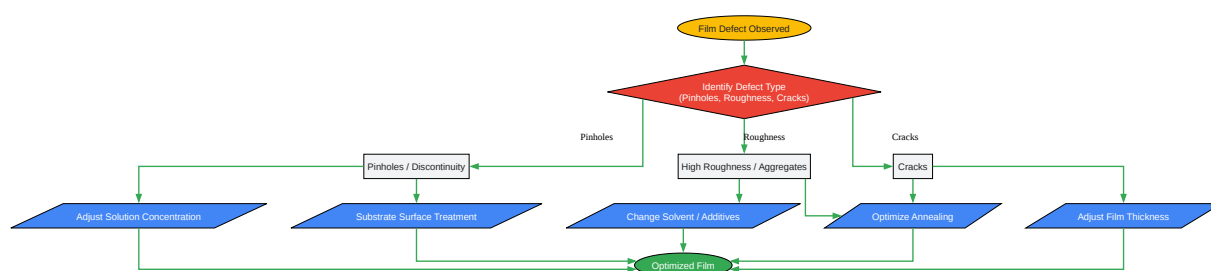 Film Defect Observed
Identify Defect Type
(Pinholes, Roughness, Cracks)
Pinholes
Roughness
Cracks
Pinholes / Discontinuity
High Roughness / Aggregates
Cracks
Adjust Solution Concentration
Substrate Surface Treatment
Change Solvent / Additives
Optimize Annealing
Adjust Film Thickness
Optimized Film